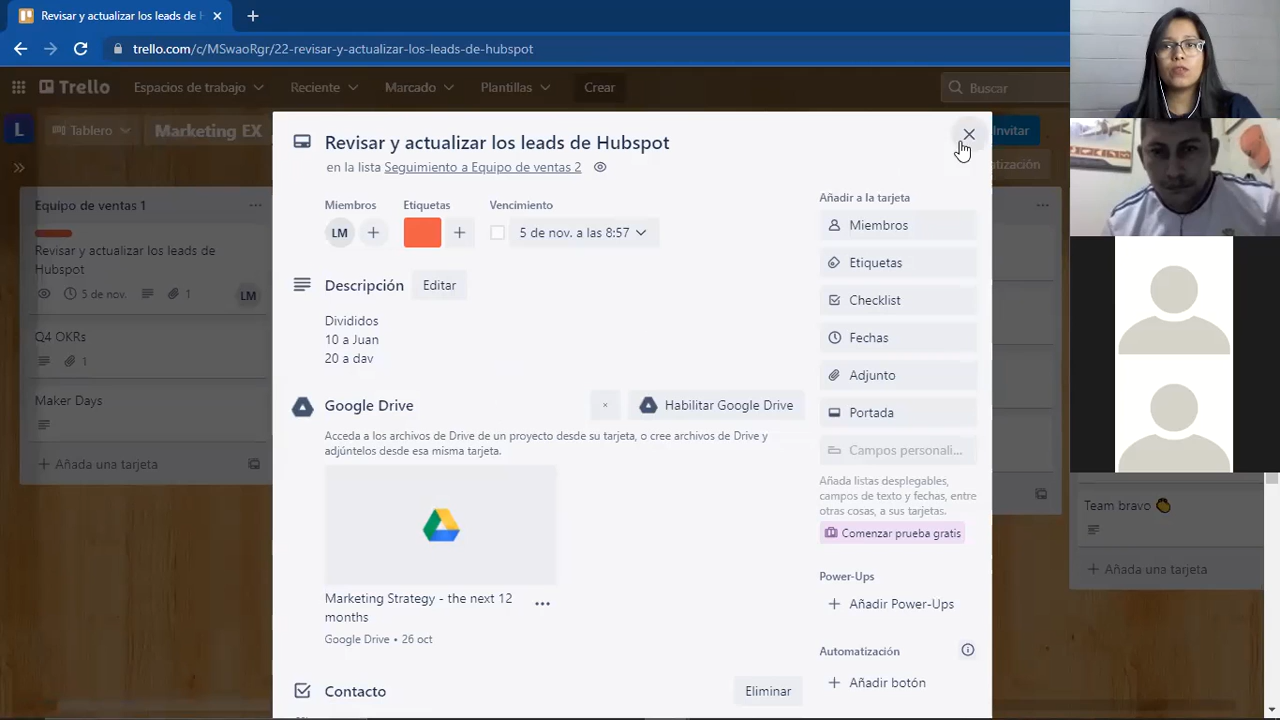 Revisar y actualizar los leads de H
trello.com/c/MSwaoRgr/22-revisar-y-actualizar-los-leads-de-hubspot
Trello
Espacios de trabajo
Reciente
Marcado
Plantillas
Crear
Buscar
L
Tablero
Marketing EX
Invitar
Equipo de ventas 1
Revisar y actualizar los leads de
Hubspot
5 de nov.
1
LM
Q4 OKRs
1
Maker Days
Añada una tarjeta
Revisar y actualizar los leads de Hubspot
en la lista Seguimiento a Equipo de ventas 2
Miembros
Etiquetas
Vencimiento
LM
5 de nov. a las 8:57
Descripción
Editar
Divididos
10 a Juan
20 a dav
Google Drive
Habilitar Google Drive
Acceda a los archivos de Drive de un proyecto desde su tarjeta, o cree archivos de Drive y
adjúntelos desde esa misma tarjeta.
Marketing Strategy - the next 12
months
Google Drive • 26 oct
Contacto
Eliminar
Añadir a la tarjeta
Miembros
Etiquetas
Checklist
Fechas
Adjunto
Portada
Campos personali...
Añada listas desplegables,
campos de texto y fechas, entre
otras cosas, a sus tarjetas.
Comenzar prueba gratis
Power-Ups
Añadir Power-Ups
Automatización
Añadir botón
Team bravo
Añada una tarjeta